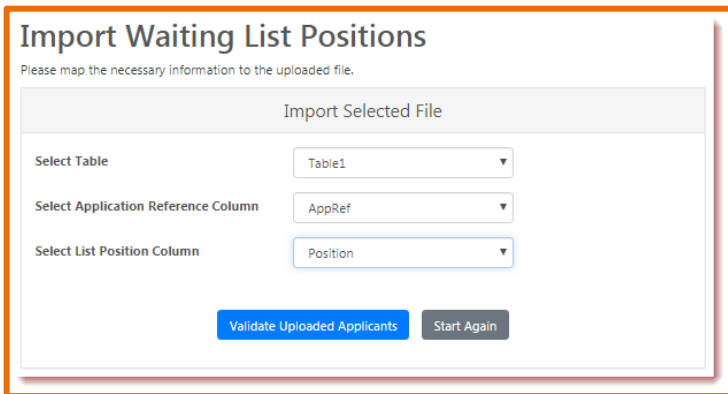 Import Waiting List Positions
Please map the necessary information to the uploaded file.
Import Selected File
Select Table Table1
Select Application Reference Column AppRef
Select List Position Column Position
Validate Uploaded Applicants Start Again